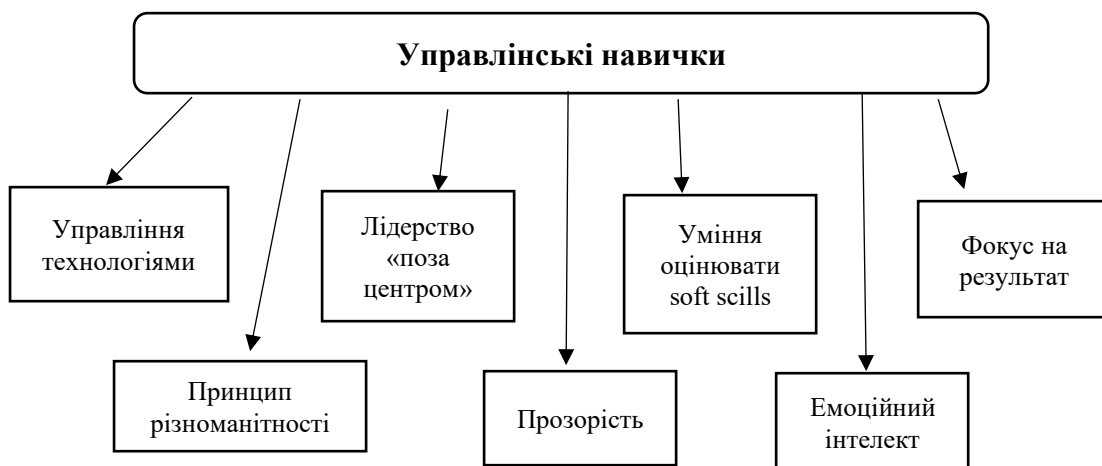 Управлінські навички
Управління
технологіями
Лідерство
«поза
центром»
Уміння
оцінювати
soft scills
Фокус на
результат
Принцип
різноманітності
Прозорість
Емоційний
інтелект